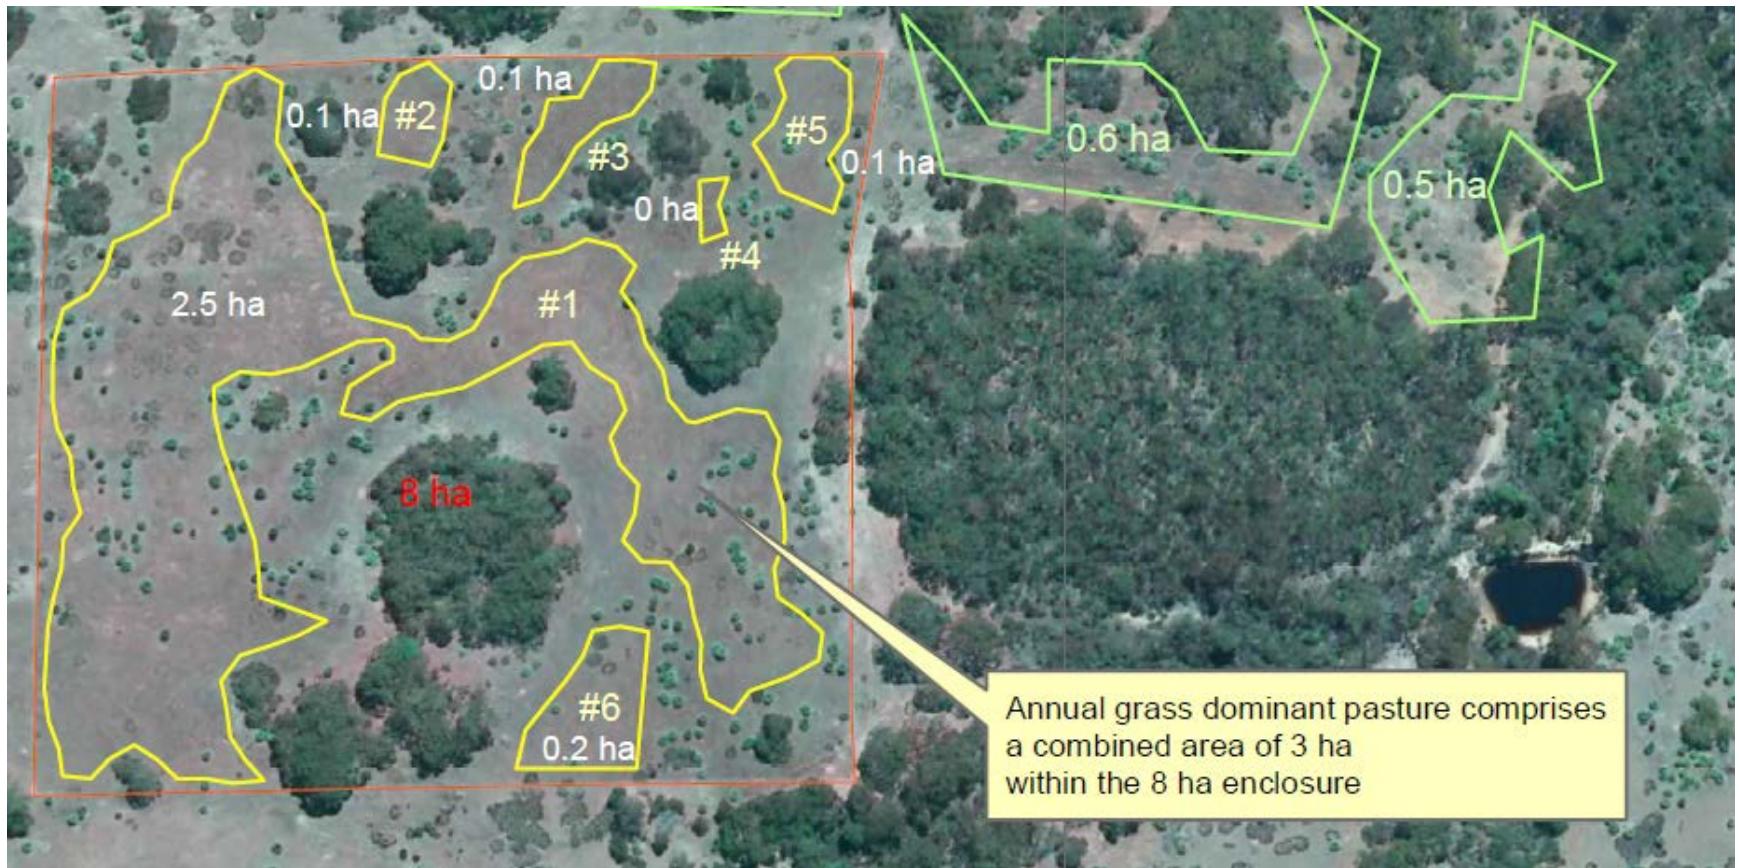 0.1 ha
#2
0.1 ha
#3
#5
0.1 ha
0 ha
#4
0.6 ha
0.5 ha
2.5 ha
#1
8 ha
#6
0.2 ha
Annual grass dominant pasture comprises
a combined area of 3 ha
within the 8 ha enclosure